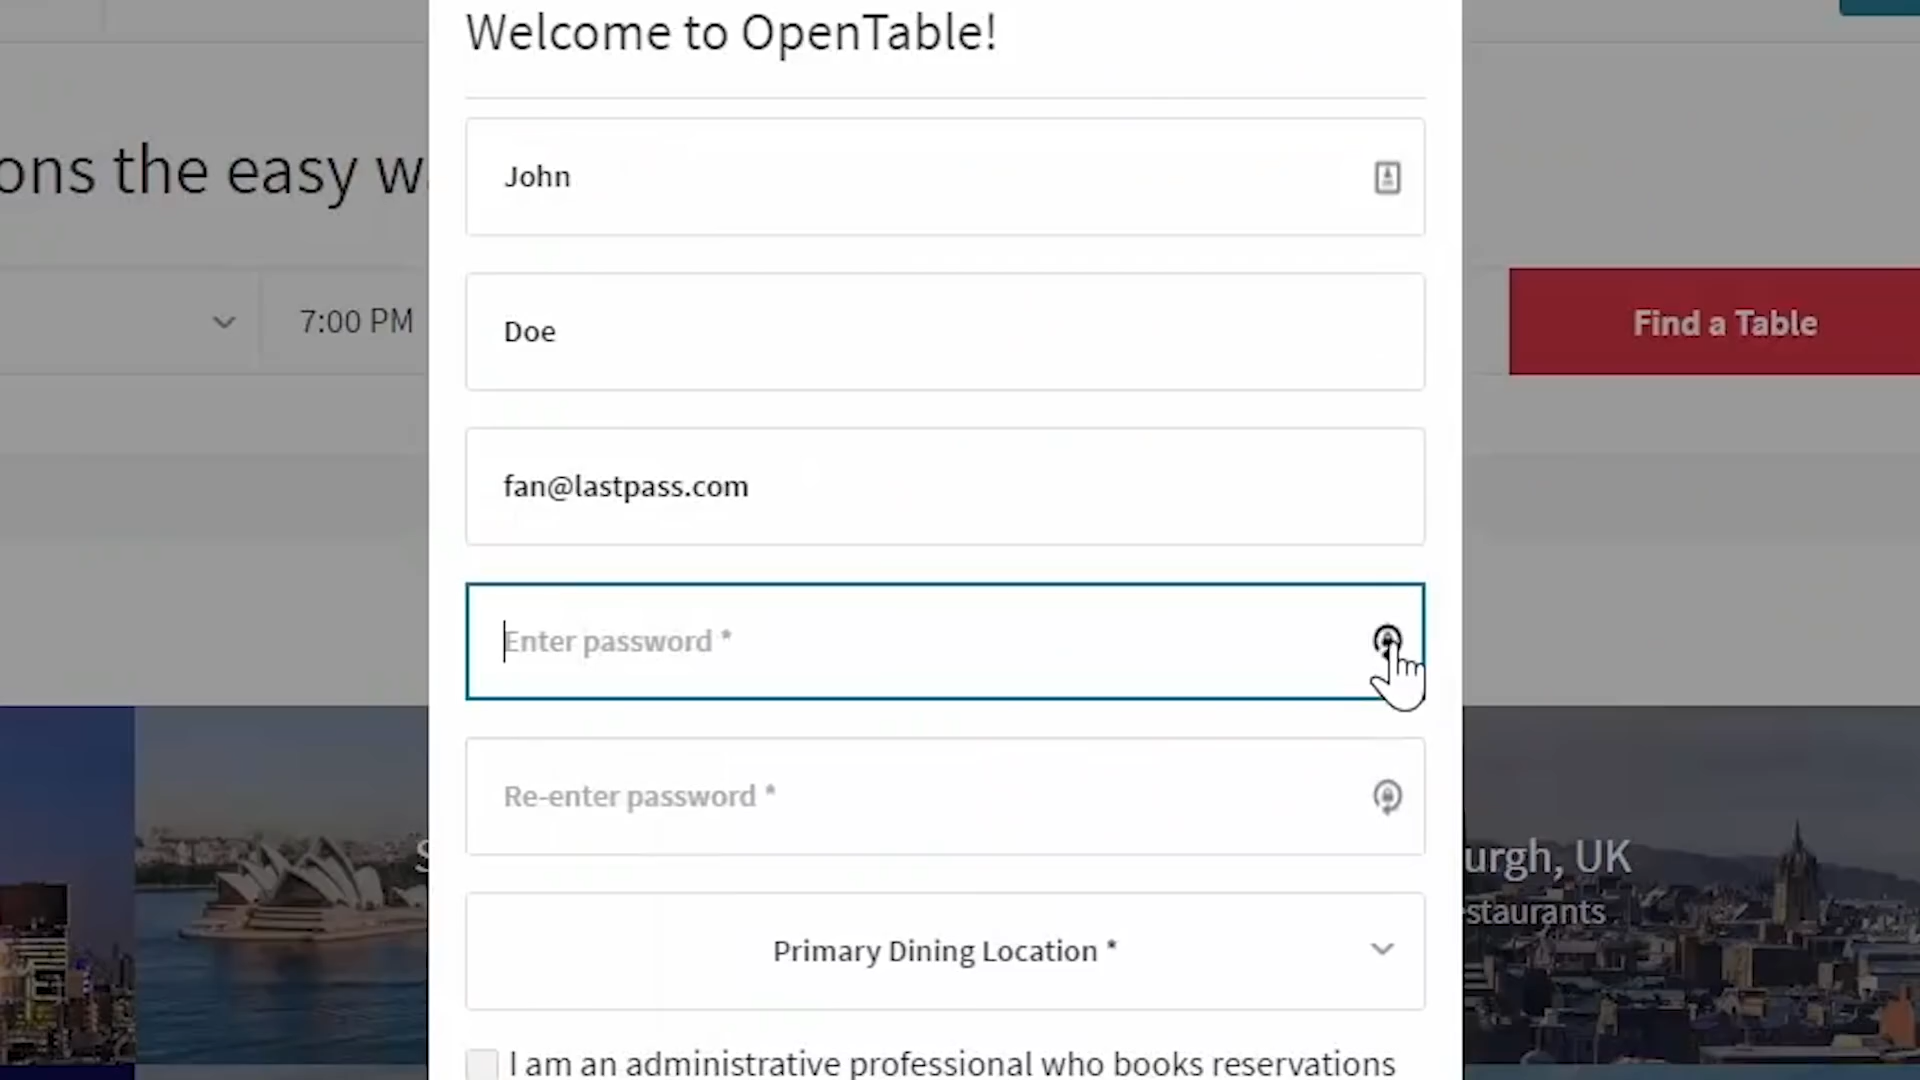 Welcome to OpenTable!
ons the easy w
John
Doe
7:00 PM
Find a Table
fan@lastpass.com
Enter password *
Re-enter password *
S
urgh, UK
staurants
Primary Dining Location *
I am an administrative professional who books reservations